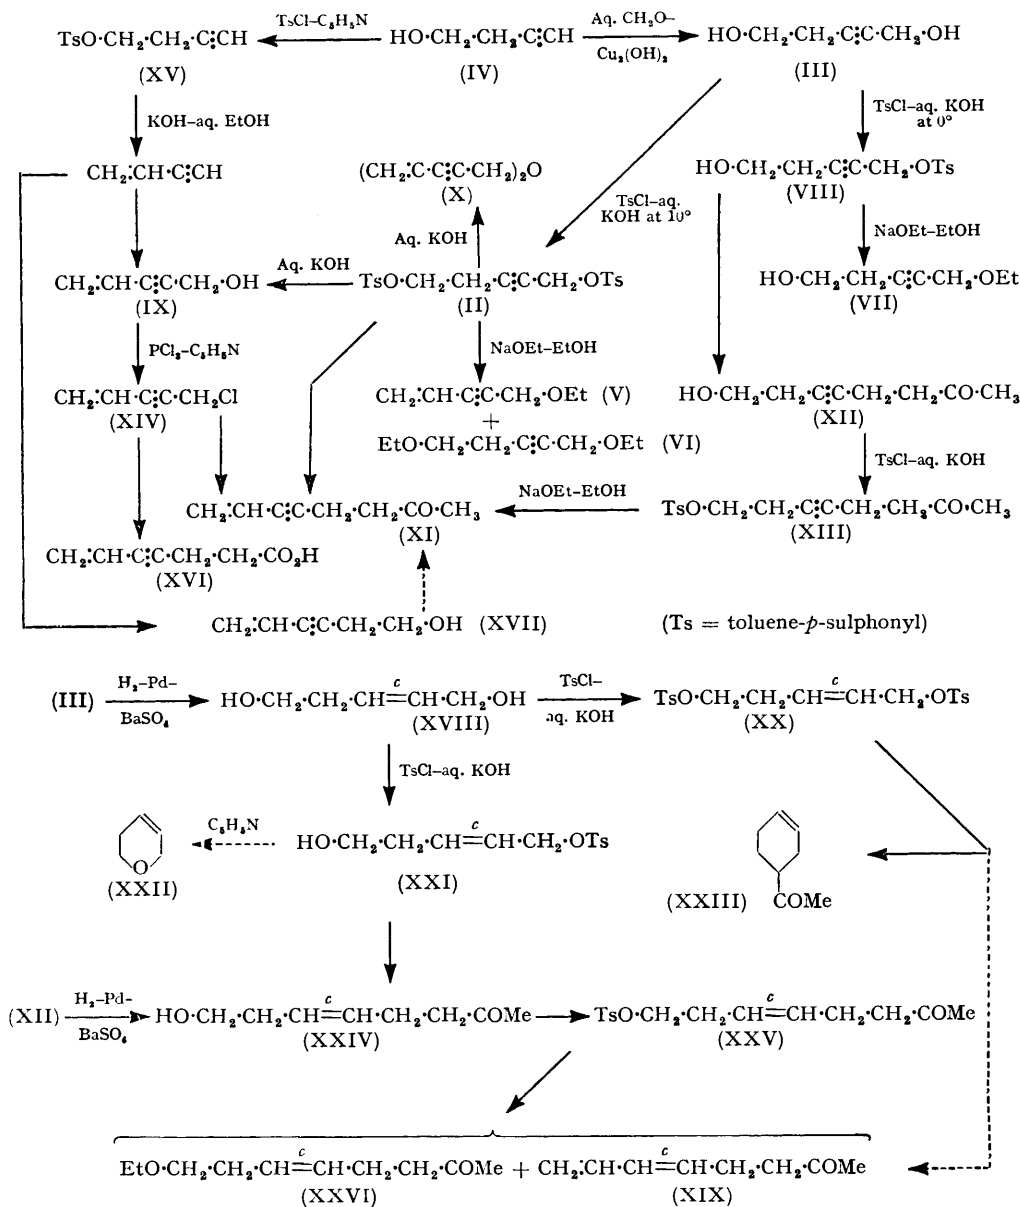 TsCl–C₅H₅N Aq. CH₂O–
TsO·CH₂·CH₂·C⫶CH HO·CH₂·CH₂·C⫶CH HO·CH₂·CH₂·C⫶C·CH₂·OH
Cu₂(OH)₂
(XV) (IV) (III)
KOH–aq. EtOH TsCl–aq. KOH
at 0°
CH₂:CH·C⫶CH (CH₂:CH·C⫶C·CH₂)₂O HO·CH₂·CH₂·C⫶C·CH₂·OTs
(X) (VIII)
TsCl–aq.
KOH at 10°
Aq. KOH NaOEt–EtOH
Aq. KOH
CH₂:CH·C⫶C·CH₂·OH TsO·CH₂·CH₂·C⫶C·CH₂·OTs HO·CH₂·CH₂·C⫶C·CH₂·OEt
(IX) (II) (VII)
PCl₃–C₅H₅N NaOEt–EtOH
CH₂:CH·C⫶C·CH₂Cl CH₂:CH·C⫶C·CH₂·OEt (V) HO·CH₂·CH₂·C⫶C·CH₂·CH₂·CO·CH₃
(XIV) + (XII)
EtO·CH₂·CH₂·C⫶C·CH₂·OEt (VI)
TsCl–aq. KOH
NaOEt–EtOH
CH₂:CH·C⫶C·CH₂·CH₂·CO·CH₃ TsO·CH₂·CH₂·C⫶C·CH₂·CH₂·CO·CH₃
(XI) (XIII)
CH₂:CH·C⫶C·CH₂·CH₂·CO₂H
(XVI)
CH₂:CH·C⫶C·CH₂·CH₂·OH (XVII) (Ts = toluene-p-sulphonyl)
H₂–Pd– c TsCl– c
(III) HO·CH₂·CH₂·CH=CH·CH₂·OH TsO·CH₂·CH₂·CH=CH·CH₂·OTs
BaSO₄ (XVIII) aq. KOH (XX)
TsCl–aq. KOH
C₅H₅N c
O HO·CH₂·CH₂·CH=CH·CH₂·OTs
(XXII) (XXI)
(XXIII) COMe
H₂–Pd– c c
(XII) HO·CH₂·CH₂·CH=CH·CH₂·CH₂·COMe TsO·CH₂·CH₂·CH=CH·CH₂·CH₂·COMe
BaSO₄ (XXIV) (XXV)
c c
EtO·CH₂·CH₂·CH=CH·CH₂·CH₂·COMe + CH₂:CH·CH=CH·CH₂·CH₂·COMe
(XXVI) (XIX)